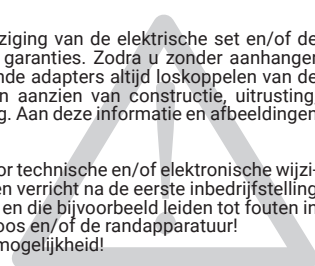 ziging van de elektrische set en/of de
garanties. Zodra u zonder aanhanger
nde adapters altijd loskoppelen van de
n aanzien van constructie, uitrusting,
g. Aan deze informatie en afbeeldingen
or technische en/of elektronische wijzi-
en verricht na de eerste inbedrijfstelling
en die bijvoorbeeld leiden tot fouten in
oos en/of de randapparatuur!
mogelijkheid!